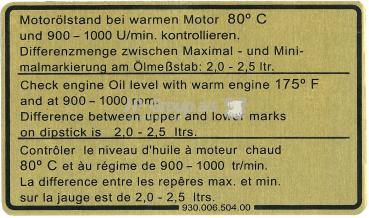 Motorölstand bei warmen Motor 80° C
und 900 – 1000 U/min. kontrollieren.
Differenzmenge zwischen Maximal - und Mini-
malmarkierung am Ölmeßstab: 2,0 - 2,5 ltr.
Check engine Oil level with warm engine 175° F
and at 900 – 1000 rpm.
Difference between upper and lower marks
on dipstick is 2,0 - 2,5 ltrs.
Contrôler le niveau d'huile à moteur chaud
80° C et àu régime de 900 – 1000 tr/min.
La difference entre les repêres max. et min.
sur la jauge est de 2,0 - 2,5 ltrs.
930.006.504.00